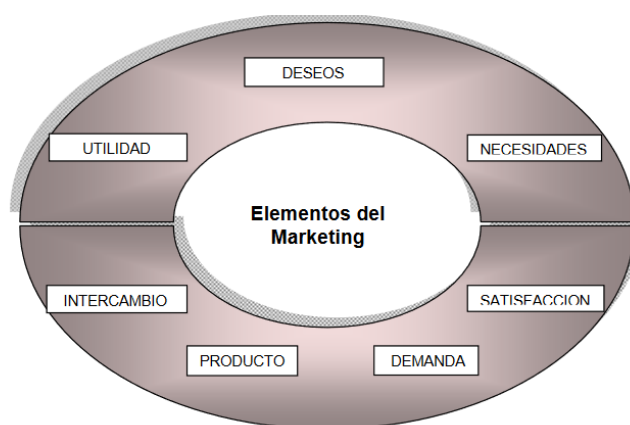 DESEOS
UTILIDAD
NECESIDADES
Elementos del
Marketing
INTERCAMBIO
SATISFACCION
PRODUCTO
DEMANDA